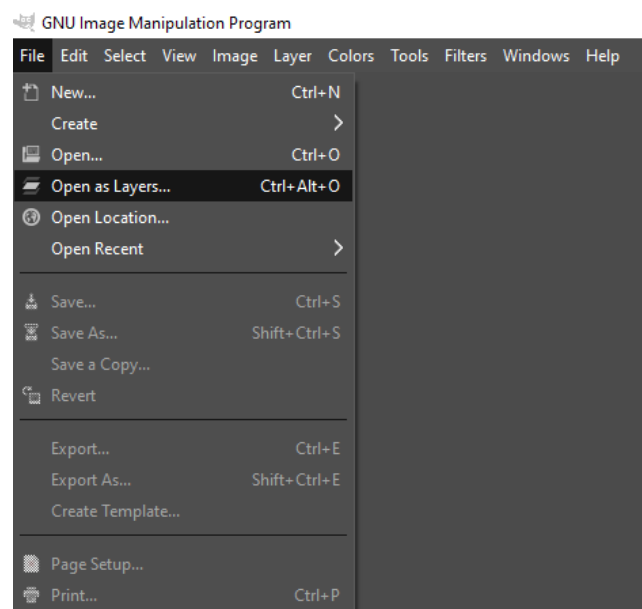 GNU Image Manipulation Program
File Edit Select View Image Layer Colors Tools Filters Windows Help
New... Ctrl+N
Create
Open... Ctrl+O
Open as Layers... Ctrl+Alt+O
Open Location...
Open Recent
Save... Ctrl+S
Save As... Shift+Ctrl+S
Save a Copy...
Revert
Export... Ctrl+E
Export As... Shift+Ctrl+E
Create Template...
Page Setup...
Print... Ctrl+P